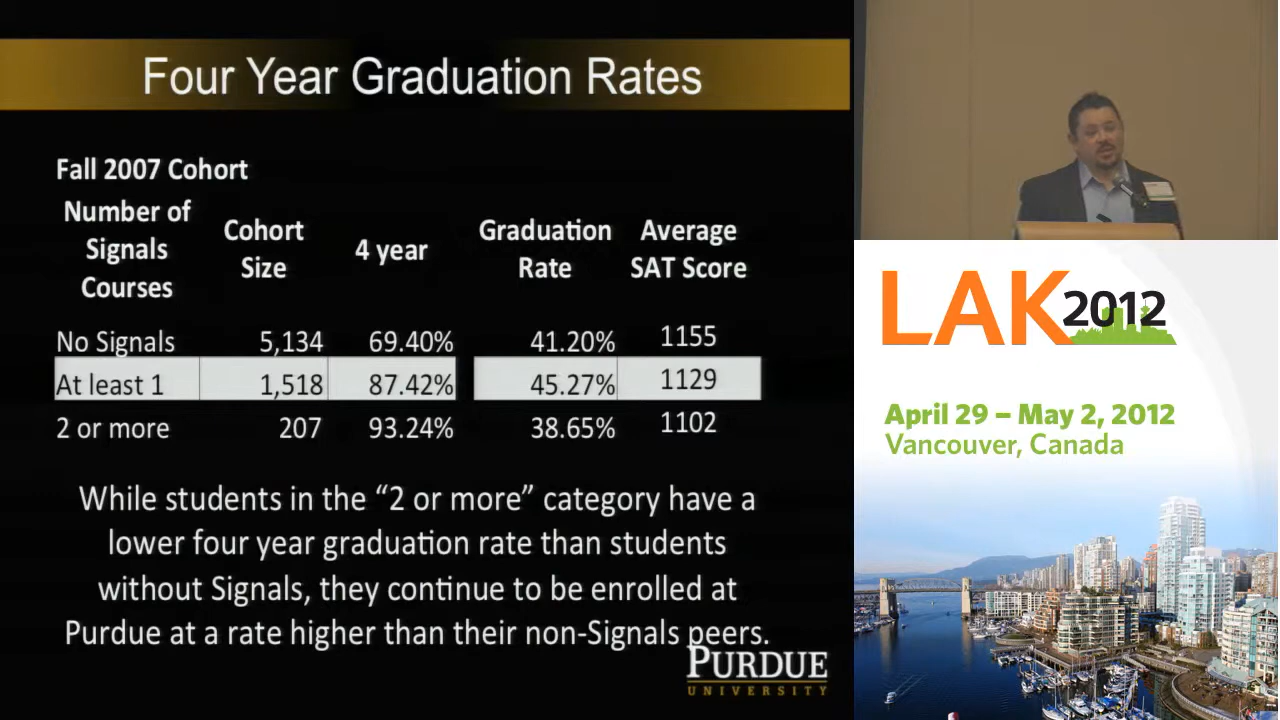 Four Year Graduation Rates
Fall 2007 Cohort
Number of Signals Courses
Cohort Size
4 year
Graduation Rate
Average SAT Score
No Signals 5,134 69.40% 41.20% 1155
At least 1 1,518 87.42% 45.27% 1129
2 or more 207 93.24% 38.65% 1102
While students in the “2 or more” category have a
lower four year graduation rate than students
without Signals, they continue to be enrolled at
Purdue at a rate higher than their non-Signals peers.
PURDUE
UNIVERSITY
LAK2012
April 29 – May 2, 2012
Vancouver, Canada